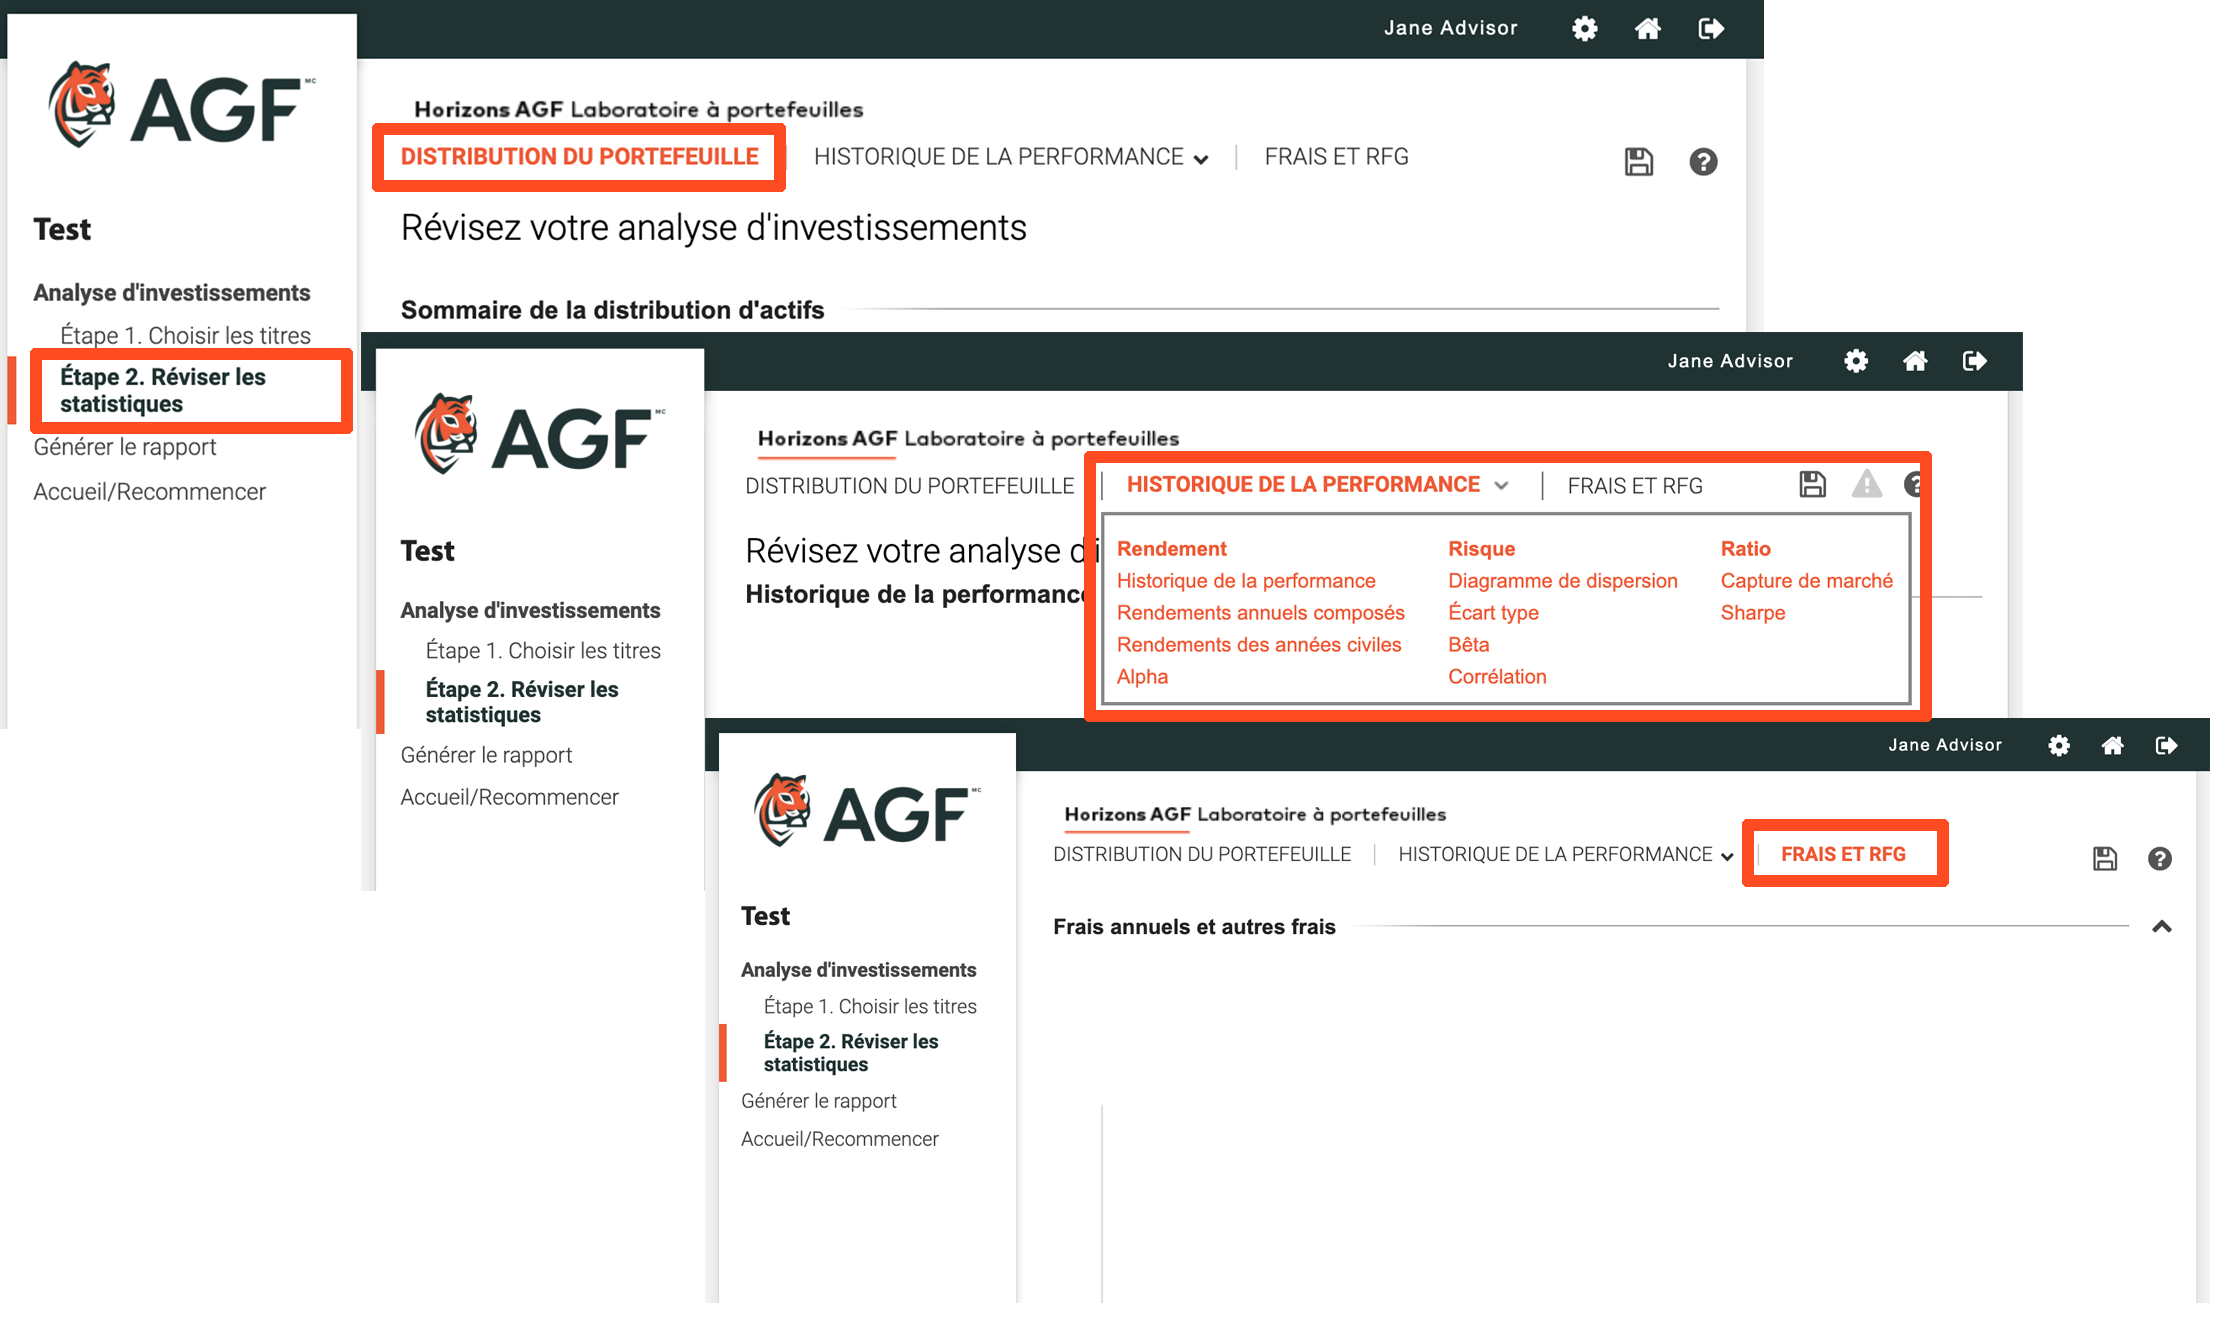 Jane Advisor
AGF MC
Horizons AGF Laboratoire à portefeuilles
DISTRIBUTION DU PORTEFEUILLE
HISTORIQUE DE LA PERFORMANCE
FRAIS ET RFG
Test
Révisez votre analyse d'investissements
Analyse d'investissements
Sommaire de la distribution d'actifs
Étape 1. Choisir les titres
Étape 2. Réviser les
statistiques
Générer le rapport
Accueil/Recommencer
Jane Advisor
AGF MC
Horizons AGF Laboratoire à portefeuilles
DISTRIBUTION DU PORTEFEUILLE
HISTORIQUE DE LA PERFORMANCE
FRAIS ET RFG
Révisez votre analyse d'i
Historique de la performance
Rendement
Historique de la performance
Rendements annuels composés
Rendements des années civiles
Alpha
Risque
Diagramme de dispersion
Écart type
Bêta
Corrélation
Ratio
Capture de marché
Sharpe
Test
Analyse d'investissements
Étape 1. Choisir les titres
Étape 2. Réviser les
statistiques
Générer le rapport
Accueil/Recommencer
Jane Advisor
AGF MC
Horizons AGF Laboratoire à portefeuilles
DISTRIBUTION DU PORTEFEUILLE
HISTORIQUE DE LA PERFORMANCE
FRAIS ET RFG
Frais annuels et autres frais
Test
Analyse d'investissements
Étape 1. Choisir les titres
Étape 2. Réviser les
statistiques
Générer le rapport
Accueil/Recommencer